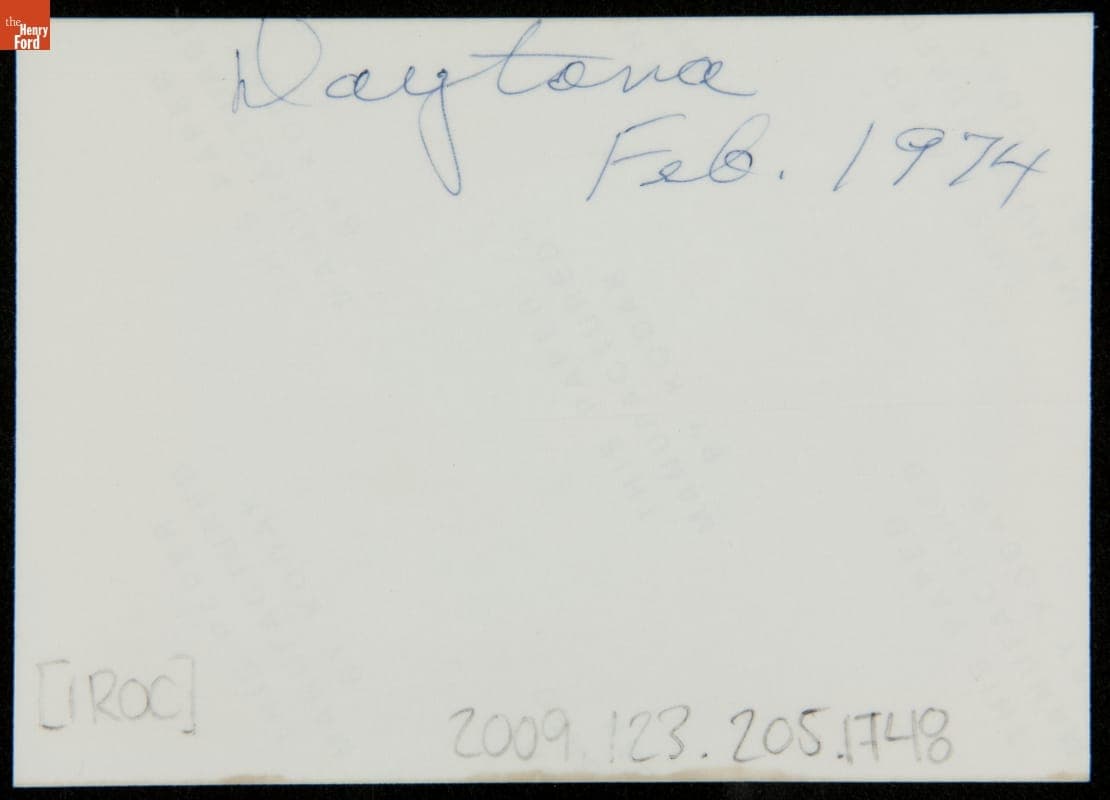 the
Henry
Ford
Daytona
Feb. 1974
[IROC]
2009.123.205.1748